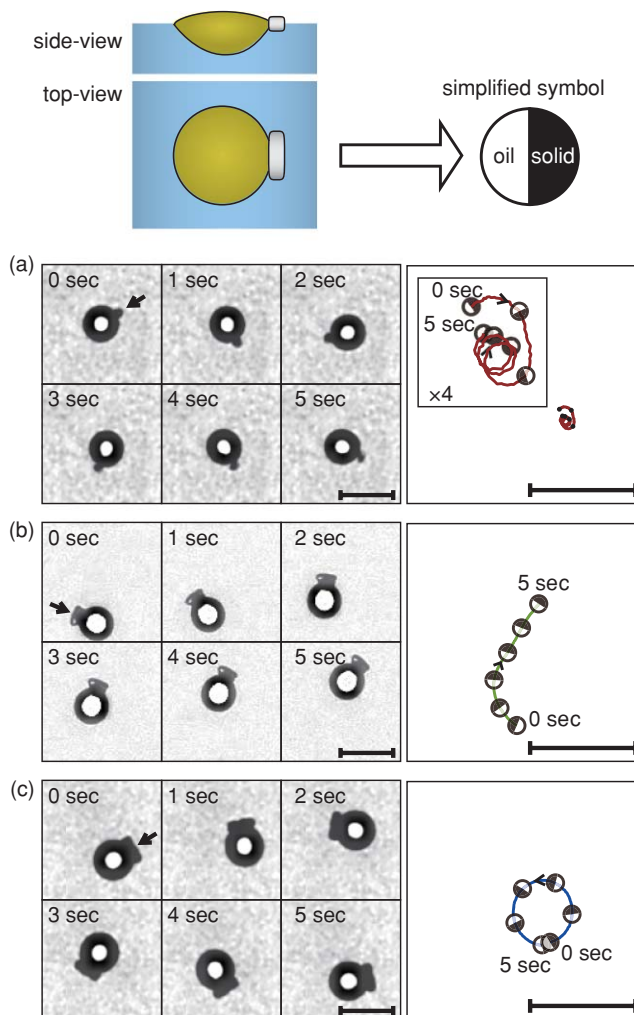 side-view
top-view
simplified symbol
oil solid
(a)
0 sec 1 sec 2 sec
3 sec 4 sec 5 sec
0 sec
5 sec
×4
(b)
0 sec 1 sec 2 sec
3 sec 4 sec 5 sec
5 sec
0 sec
(c)
0 sec 1 sec 2 sec
3 sec 4 sec 5 sec
0 sec
5 sec